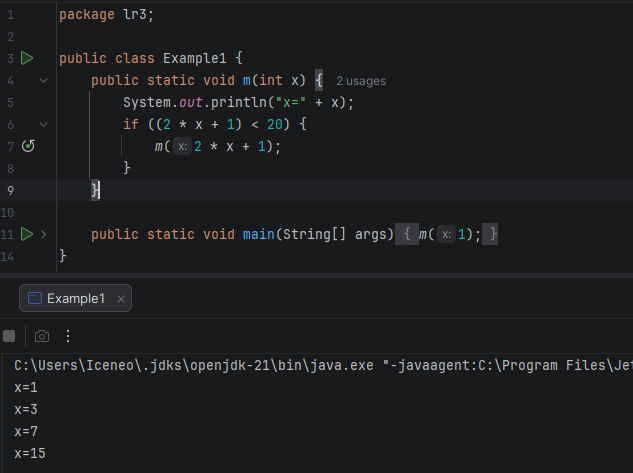 1 package lr3;
2
3 public class Example1 {
4 public static void m(int x) { 2 usages
5 System.out.println("x=" + x);
6 if ((2 * x + 1) < 20) {
7 m(x: 2 * x + 1);
8 }
9 }
10
11 public static void main(String[] args) { m(x: 1); }
14 }
Example1 ×
C:\Users\Iceneo\.jdks\openjdk-21\bin\java.exe "-javaagent:C:\Program Files\Je
x=1
x=3
x=7
x=15